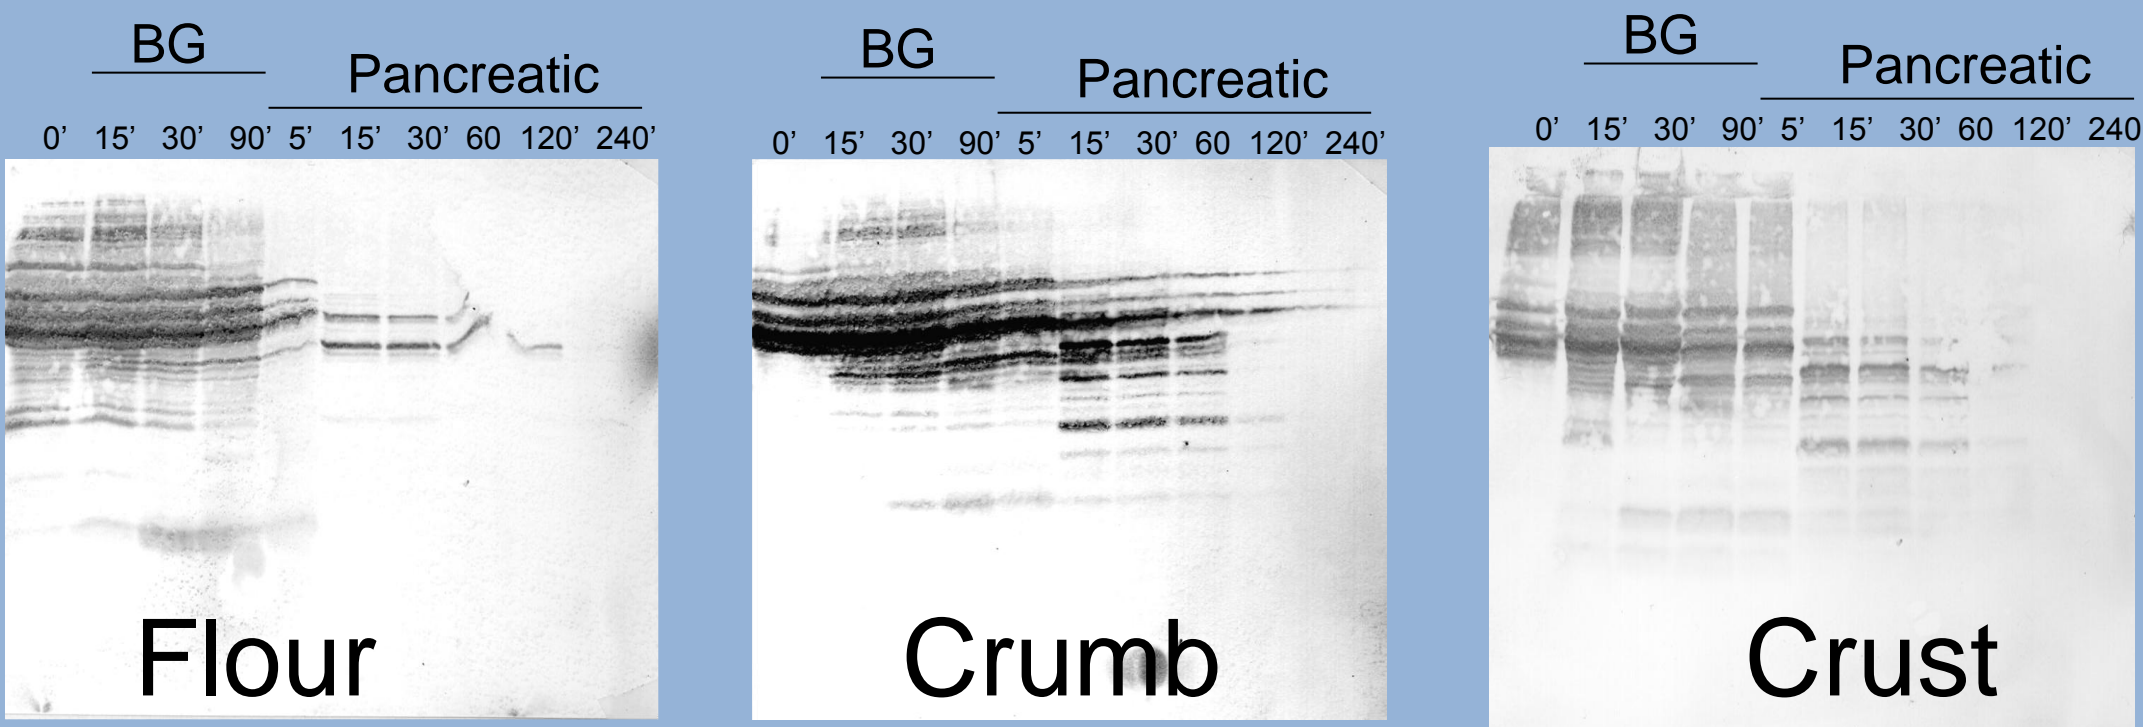 BG
Pancreatic
0’ 15’ 30’ 90’ 5’ 15’ 30’ 60 120’ 240’
Flour
BG
Pancreatic
0’ 15’ 30’ 90’ 5’ 15’ 30’ 60 120’ 240’
Crumb
BG
Pancreatic
0’ 15’ 30’ 90’ 5’ 15’ 30’ 60 120’ 240
Crust